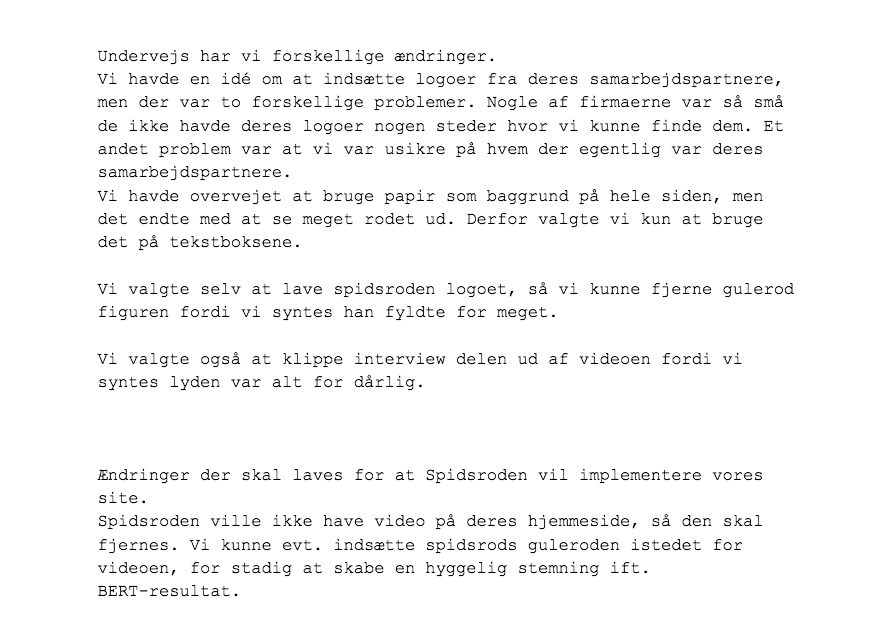 Undervejs har vi forskellige ændringer.
Vi havde en idé om at indsætte logoer fra deres samarbejdspartnere,
men der var to forskellige problemer. Nogle af firmaerne var så små
de ikke havde deres logoer nogen steder hvor vi kunne finde dem. Et
andet problem var at vi var usikre på hvem der egentlig var deres
samarbejdspartnere.
Vi havde overvejet at bruge papir som baggrund på hele siden, men
det endte med at se meget rodet ud. Derfor valgte vi kun at bruge
det på tekstboksene.
Vi valgte selv at lave spidsroden logoet, så vi kunne fjerne gulerod
figuren fordi vi syntes han fyldte for meget.
Vi valgte også at klippe interview delen ud af videoen fordi vi
syntes lyden var alt for dårlig.
Ændringer der skal laves for at Spidsroden vil implementere vores
site.
Spidsroden ville ikke have video på deres hjemmeside, så den skal
fjernes. Vi kunne evt. indsætte spidsrods guleroden istedet for
videoen, for stadig at skabe en hyggelig stemning ift.
BERT-resultat.